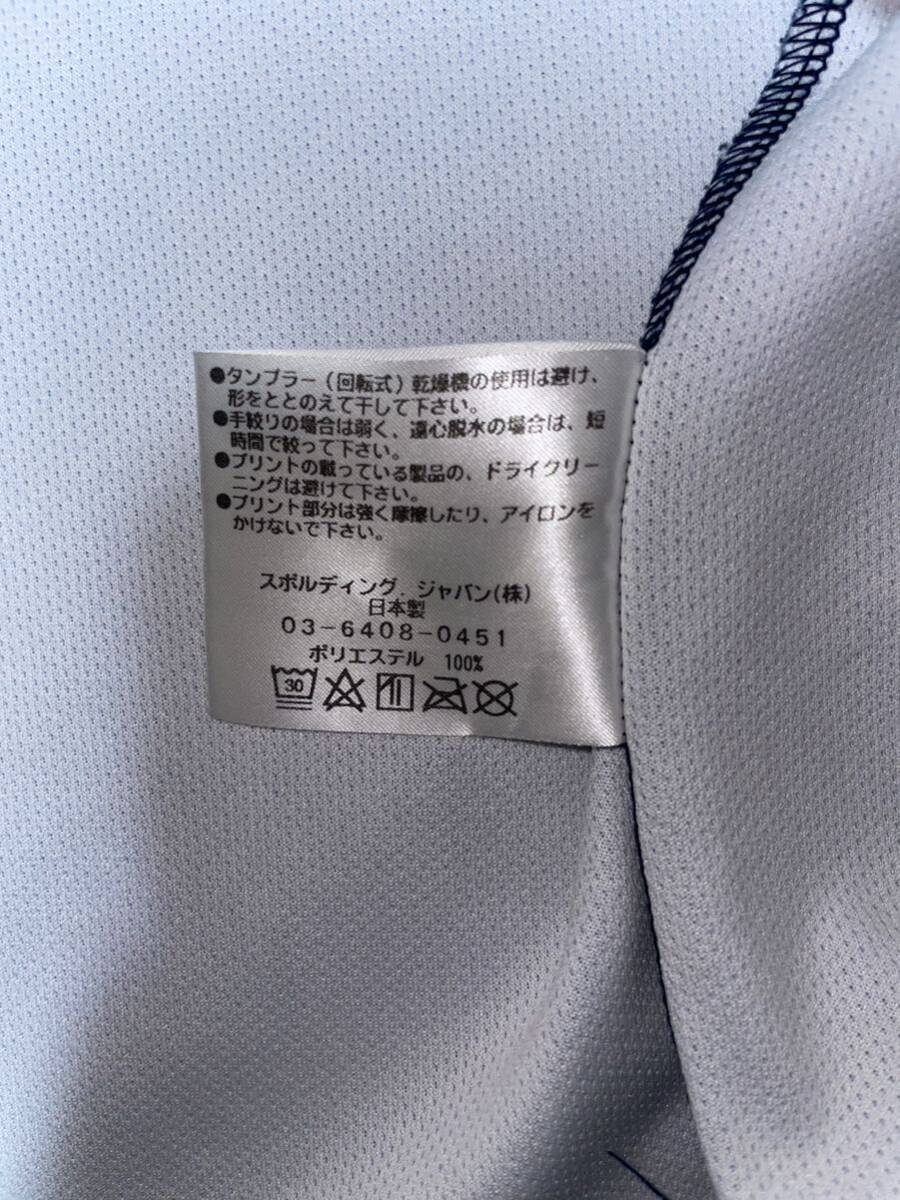 ●タンブラー(回転式)乾燥機の使用は避け、
形をととのえて干して下さい。
●手絞りの場合は弱く、遠心脱水の場合は、短
時間で絞って下さい。
●プリントの載っている製品の、ドライクリー
ニングは避けて下さい。
●プリント部分は強く摩擦したり、アイロンを
かけないで下さい。
スポルディング.ジャパン(株)
日本製
03-6408-0451
ポリエステル 100%
30